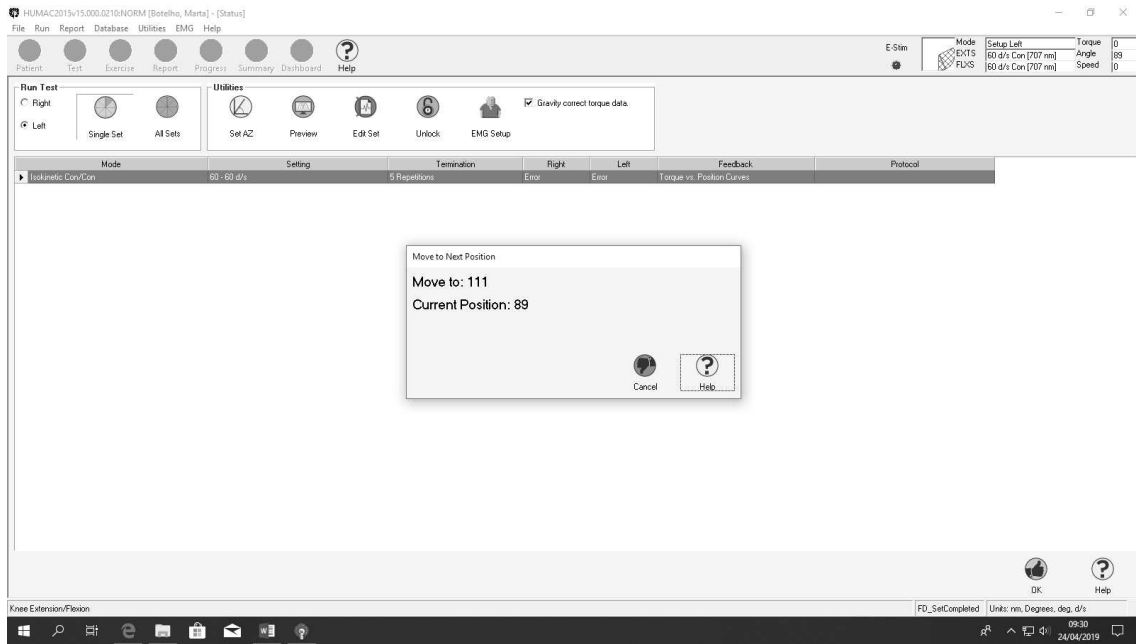 HUMAC2015v15.000.0210:NORM [Botelho, Marta] - [Status]
File Run Report Database Utilities EMG Help
Patient Test Exercise Report Progress Summary Dashboard Help
E-Stim
Mode Setup Left Torque 0
EXTS 60 d/s Con [707 nm] Angle 89
FLXS 60 d/s Con [707 nm] Speed 0
Run Test
Right
Left
Single Set All Sets
Utilities
Set AZ Preview Edit Set Unlock EMG Setup
Gravity correct torque data.
Mode Setting Termination Right Left Feedback Protocol
Isokinetic Con/Con 60 - 60 d/s 5 Repetitions Error Error Torque vs. Position Curves
Move to Next Position
Move to: 111
Current Position: 89
Cancel Help
OK Help
Knee Extension/Flexion FD_SetCompleted Units: nm, Degrees, deg, d/s
09:30
24/04/2019